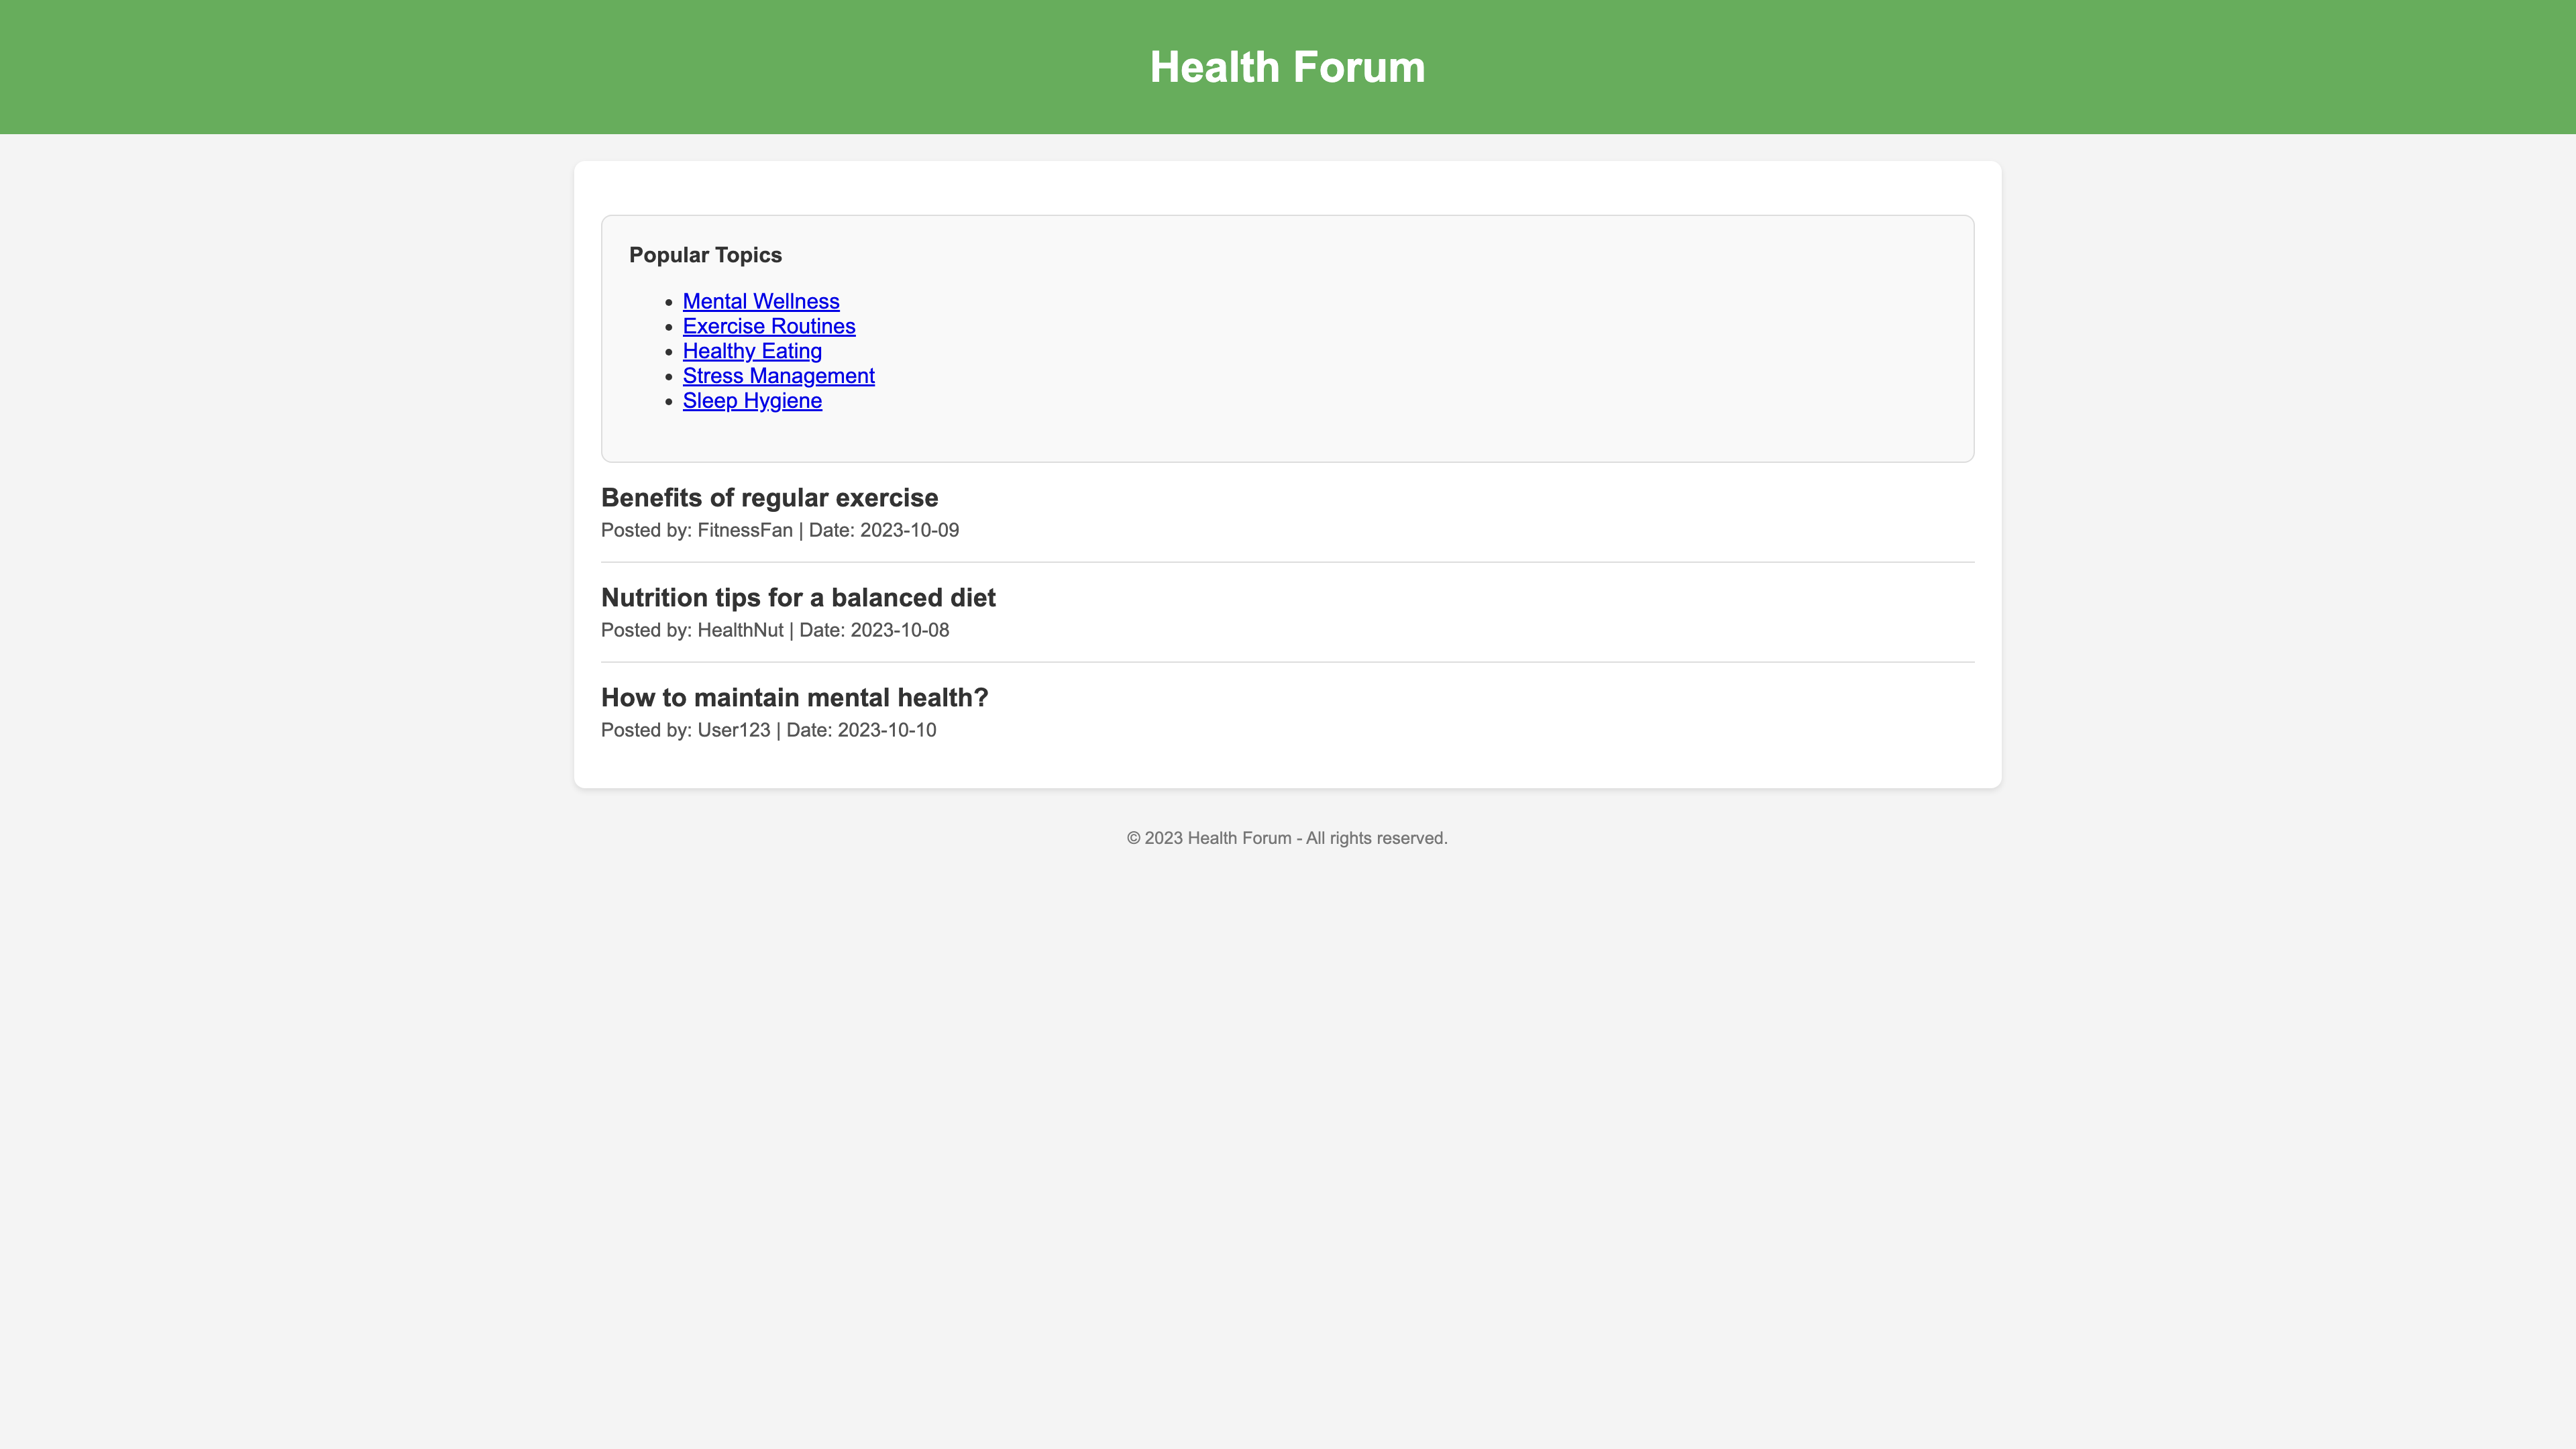 Health Forum
Popular Topics
Mental Wellness
Exercise Routines
Healthy Eating
Stress Management
Sleep Hygiene
Benefits of regular exercise
Posted by: FitnessFan | Date: 2023-10-09
Nutrition tips for a balanced diet
Posted by: HealthNut | Date: 2023-10-08
How to maintain mental health?
Posted by: User123 | Date: 2023-10-10
© 2023 Health Forum - All rights reserved.